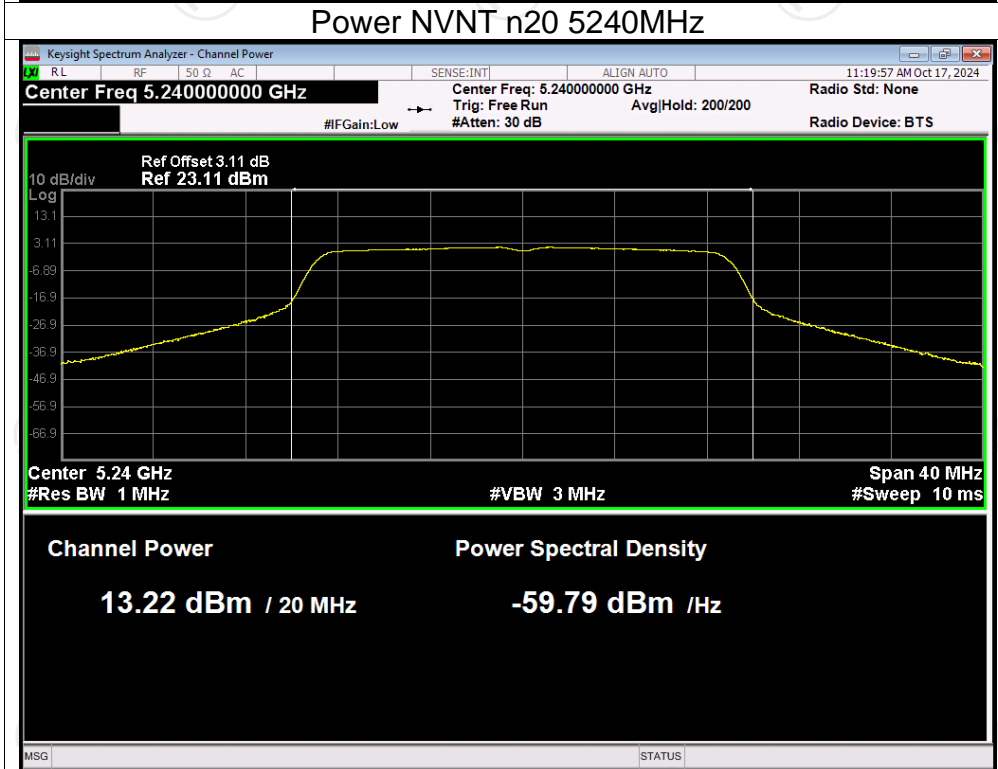 Power NVNT n20 5240MHz
Keysight Spectrum Analyzer - Channel Power
LXI RL RF 50 Ω AC SENSE:INT ALIGN AUTO 11:19:57 AM Oct 17, 2024
Center Freq 5.240000000 GHz Center Freq: 5.240000000 GHz Radio Std: None
Trig: Free Run Avg|Hold: 200/200
#IFGain:Low #Atten: 30 dB Radio Device: BTS
Ref Offset 3.11 dB
10 dB/div Ref 23.11 dBm
Log
13.1
3.11
-6.89
-16.9
-26.9
-36.9
-46.9
-56.9
-66.9
Center 5.24 GHz Span 40 MHz
#Res BW 1 MHz #VBW 3 MHz #Sweep 10 ms
Channel Power Power Spectral Density
13.22 dBm / 20 MHz -59.79 dBm /Hz
MSG STATUS